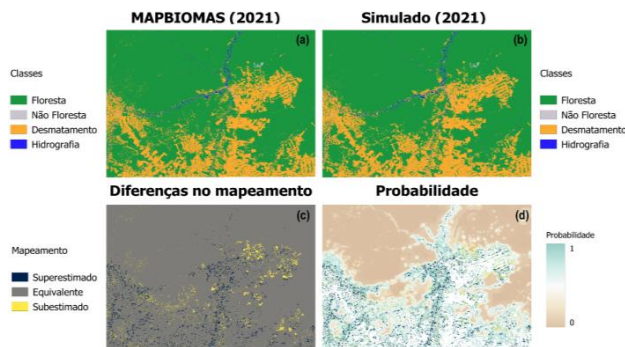 MAPBIOMAS (2021)
Simulado (2021)
(a)
(b)
Classes
Floresta
Não Floresta
Desmatamento
Hidrografia
Classes
Floresta
Não Floresta
Desmatamento
Hidrografia
Diferenças no mapeamento
Probabilidade
(c)
(d)
Mapeamento
Superestimado
Equivalente
Subestimado
Probabilidade
1
0